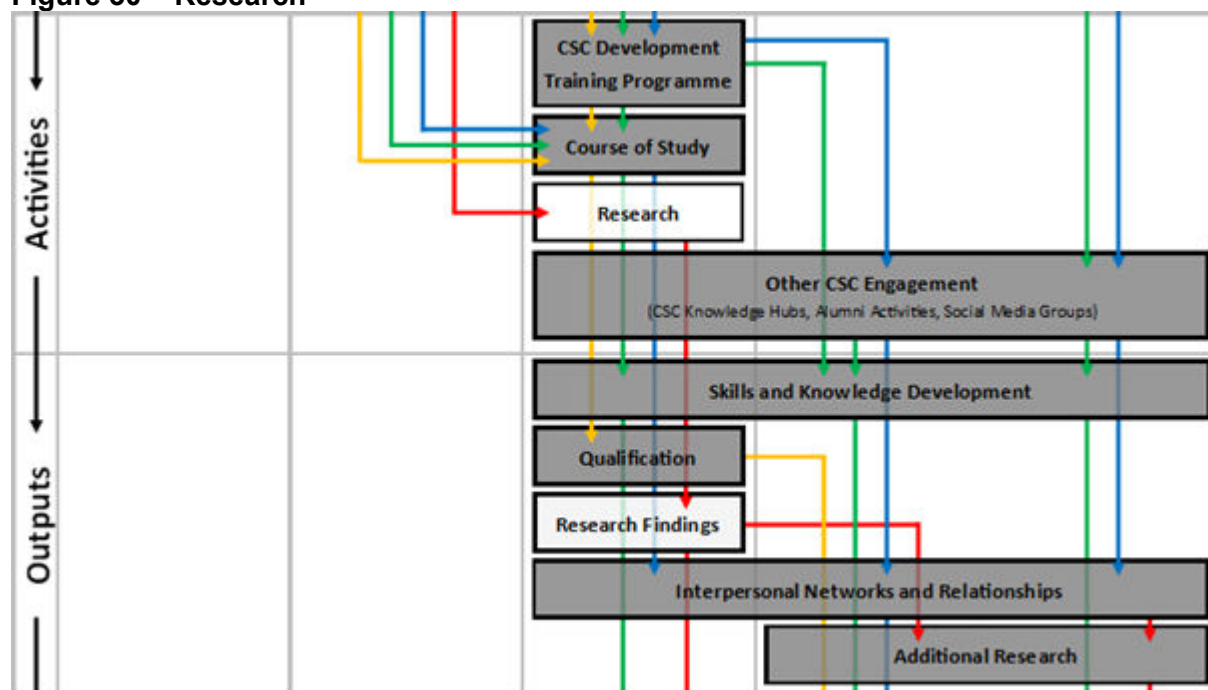 Figure 30 – Research
Activities
CSC Development
Training Programme
Course of Study
Research
Other CSC Engagement
(CSC Knowledge Hubs, Alumni Activities, Social Media Groups)
Outputs
Skills and Knowledge Development
Qualification
Research Findings
Interpersonal Networks and Relationships
Additional Research